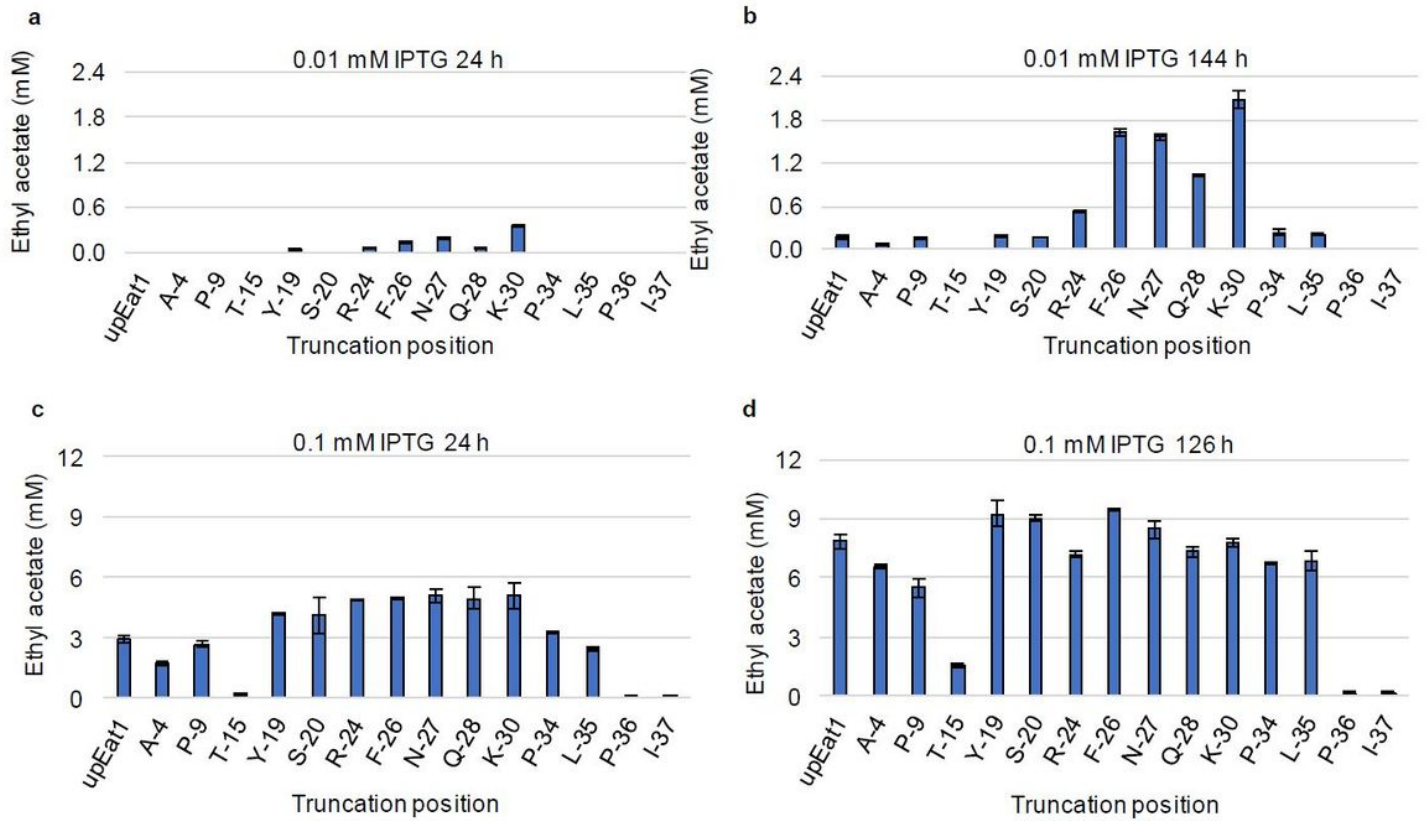 a
0.01 mM IPTG 24 h
Ethyl acetate (mM)
2.4
1.8
1.2
0.6
0.0
upEat1
A-4
P-9
T-15
Y-19
S-20
R-24
F-26
N-27
Q-28
K-30
P-34
L-35
P-36
I-37
Truncation position
b
0.01 mM IPTG 144 h
Ethyl acetate (mM)
2.4
1.8
1.2
0.6
0.0
upEat1
A-4
P-9
T-15
Y-19
S-20
R-24
F-26
N-27
Q-28
K-30
P-34
L-35
P-36
I-37
Truncation position
c
0.1 mM IPTG 24 h
Ethyl acetate (mM)
12
9
6
3
0
upEat1
A-4
P-9
T-15
Y-19
S-20
R-24
F-26
N-27
Q-28
K-30
P-34
L-35
P-36
I-37
Truncation position
d
0.1 mM IPTG 126 h
Ethyl acetate (mM)
12
9
6
3
0
upEat1
A-4
P-9
T-15
Y-19
S-20
R-24
F-26
N-27
Q-28
K-30
P-34
L-35
P-36
I-37
Truncation position